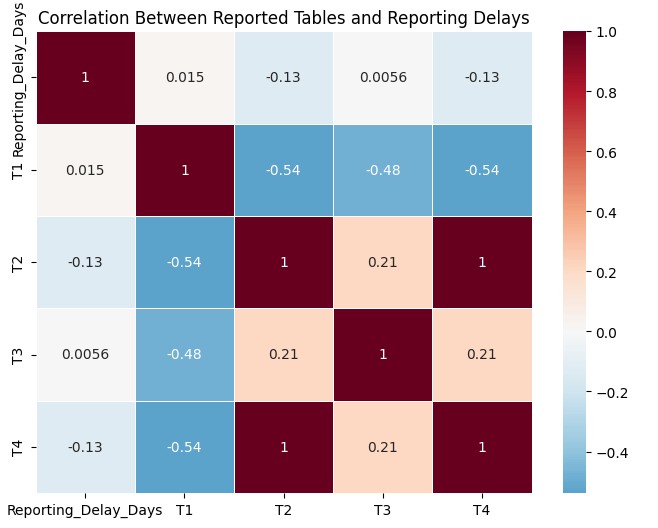 Correlation Between Reported Tables and Reporting Delays
Reporting_Delay_Days
1 0.015 -0.13 0.0056 -0.13
T1
0.015 1 -0.54 -0.48 -0.54
T2
-0.13 -0.54 1 0.21 1
T3
0.0056 -0.48 0.21 1 0.21
T4
-0.13 -0.54 1 0.21 1
Reporting_Delay_Days T1 T2 T3 T4
1.0
0.8
0.6
0.4
0.2
0.0
−0.2
−0.4